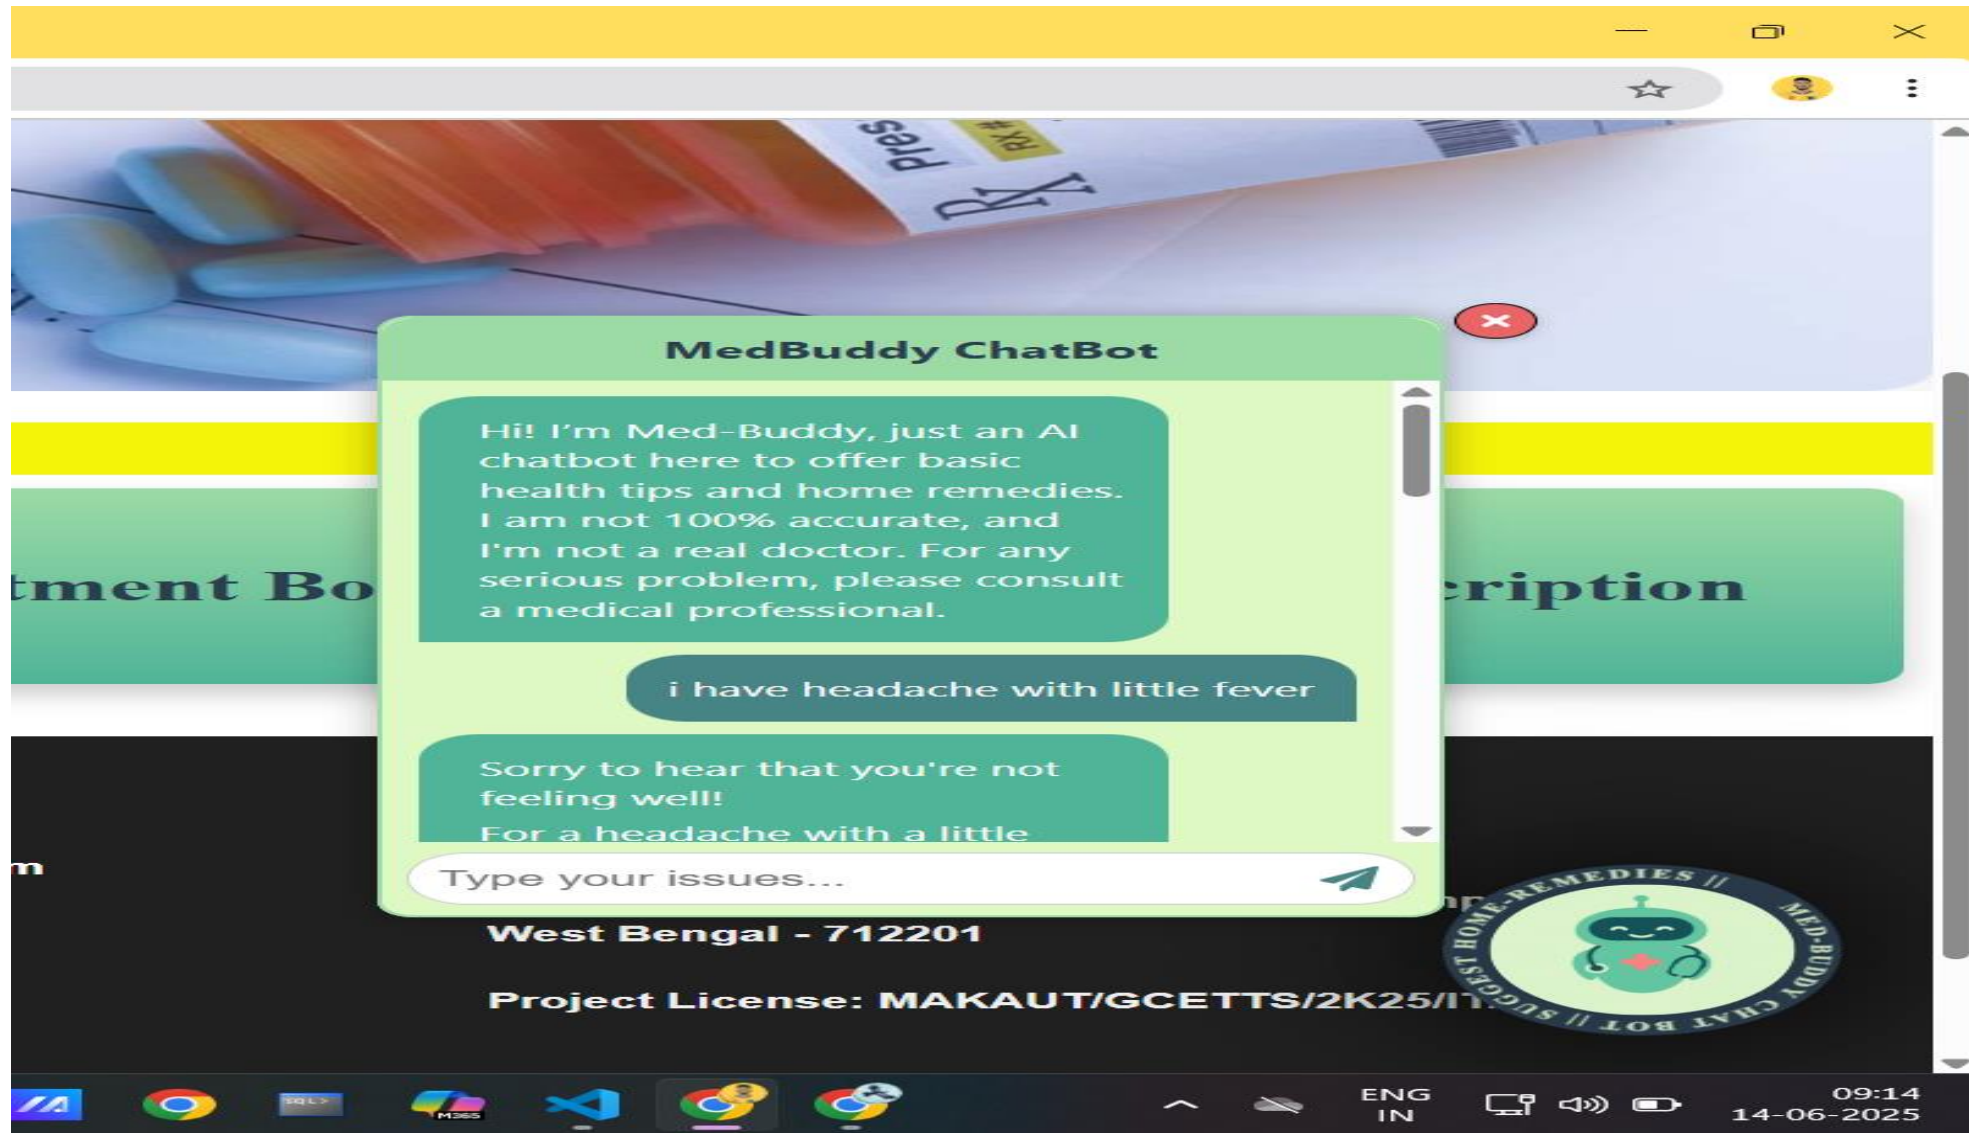 Pres
RX#
RX
MedBuddy ChatBot
Hi! I'm Med-Buddy, just an AI
chatbot here to offer basic
health tips and home remedies.
I am not 100% accurate, and
I'm not a real doctor. For any
serious problem, please consult
a medical professional.
i have headache with little fever
Sorry to hear that you're not
feeling well!
For a headache with a little
Type your issues...
tment Bo
cription
m
West Bengal - 712201
Project License: MAKAUT/GCETTS/2K25/IT
MED-BUDDY CHAT BOT || SUGGEST HOME-REMEDIES ||
SQL>
M365
ENG
IN
09:14
14-06-2025